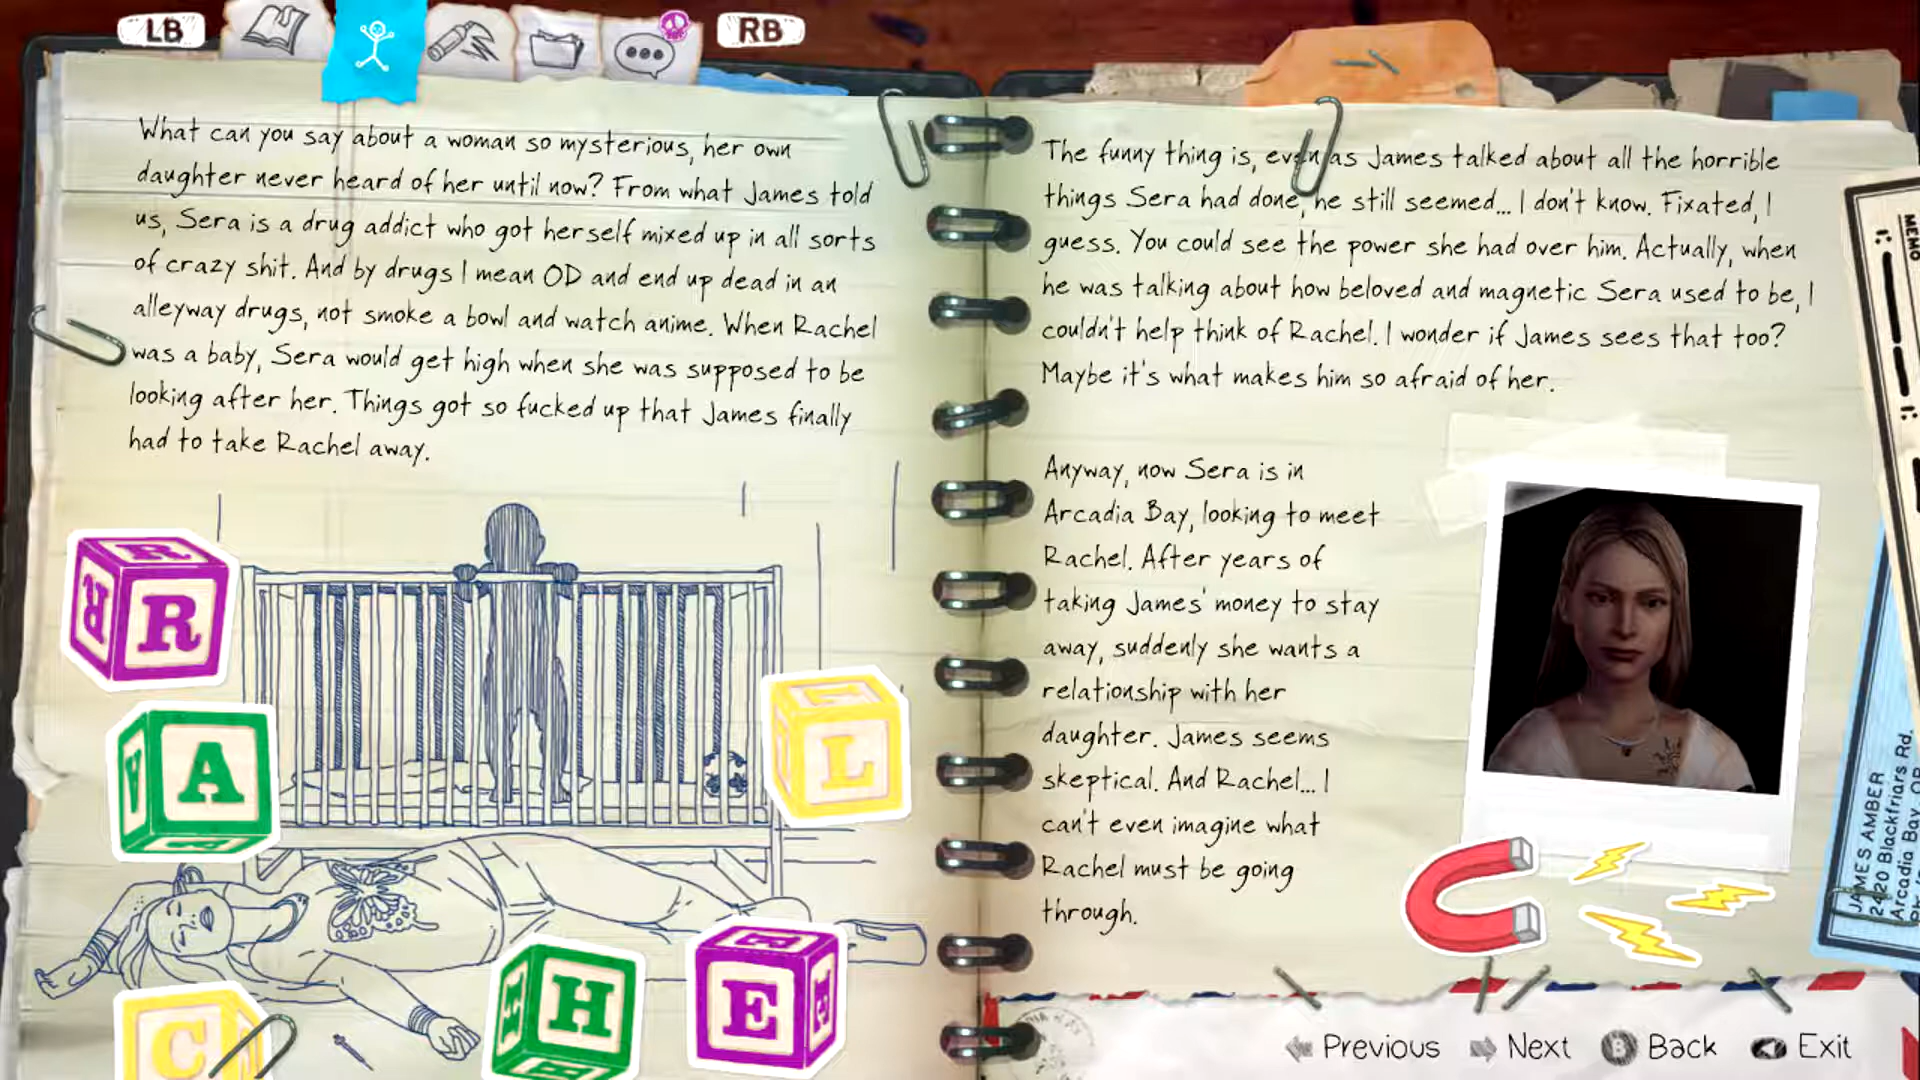 LB
RB
What can you say about a woman so mysterious, her own
daughter never heard of her until now? From what James told
us, Sera is a drug addict who got herself mixed up in all sorts
of crazy shit. And by drugs I mean OD and end up dead in an
alleyway drugs, not smoke a bowl and watch anime. When Rachel
was a baby, Sera would get high when she was supposed to be
looking after her. Things got so fucked up that James finally
had to take Rachel away.
R
A
C
H
E
L
The funny thing is, even as James talked about all the horrible
things Sera had done, he still seemed... I don't know. Fixated, I
guess. You could see the power she had over him. Actually, when
he was talking about how beloved and magnetic Sera used to be, I
couldn't help think of Rachel. I wonder if James sees that too?
Maybe it's what makes him so afraid of her.
Anyway, now Sera is in
Arcadia Bay, looking to meet
Rachel. After years of
taking James' money to stay
away, suddenly she wants a
relationship with her
daughter. James seems
skeptical. And Rachel... I
can't even imagine what
Rachel must be going
through.
MEMO
JAMES AMBER
2420 Blackfriars Rd.
Arcadia Bay, OR
Previous
Next
B Back
Exit